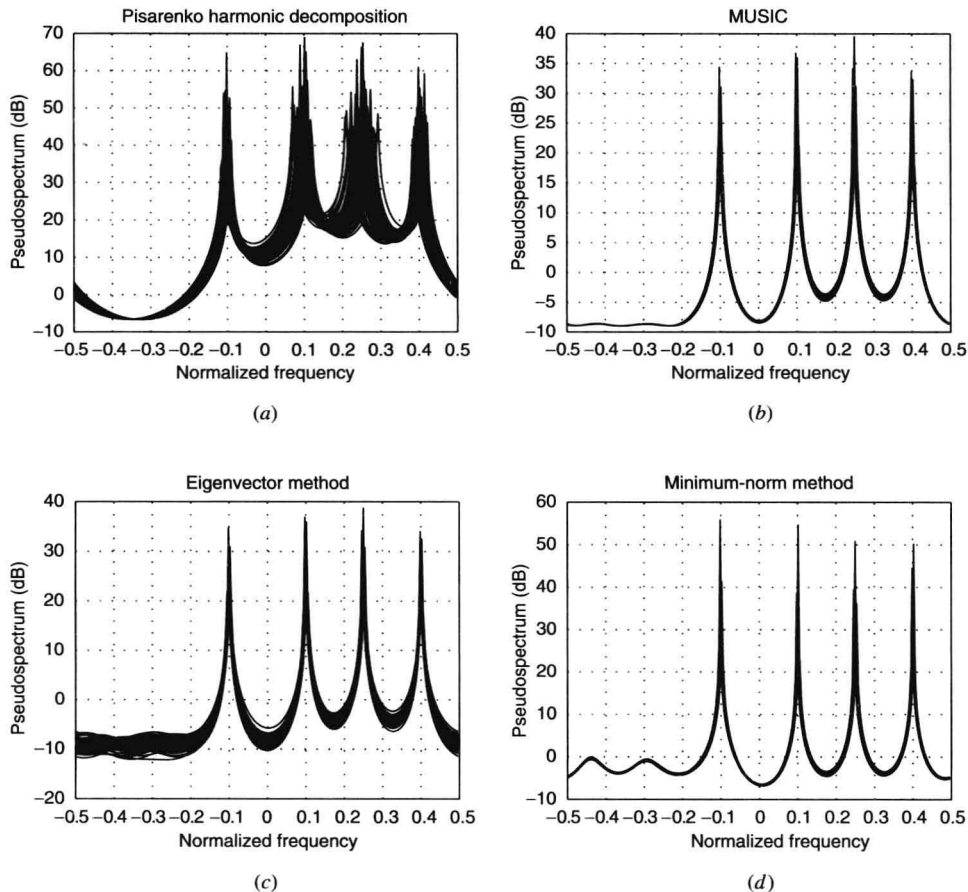 Pisarenko harmonic decomposition
Pseudospectrum (dB)
70
60
50
40
30
20
10
0
−10
−0.5 −0.4 −0.3 −0.2 −0.1 0 0.1 0.2 0.3 0.4 0.5
Normalized frequency
(a)
MUSIC
Pseudospectrum (dB)
40
35
30
25
20
15
10
5
−0
−5
−10
−0.5 −0.4 −0.3 −0.2 −0.1 0 0.1 0.2 0.3 0.4 0.5
Normalized frequency
(b)
Eigenvector method
Pseudospectrum (dB)
40
30
20
10
0
−10
−20
−0.5 −0.4 −0.3 −0.2 −0.1 0 0.1 0.2 0.3 0.4 0.5
Normalized frequency
(c)
Minimum-norm method
Pseudospectrum (dB)
60
50
40
30
20
10
0
−10
−0.5 −0.4 −0.3 −0.2 −0.1 0 0.1 0.2 0.3 0.4 0.5
Normalized frequency
(d)